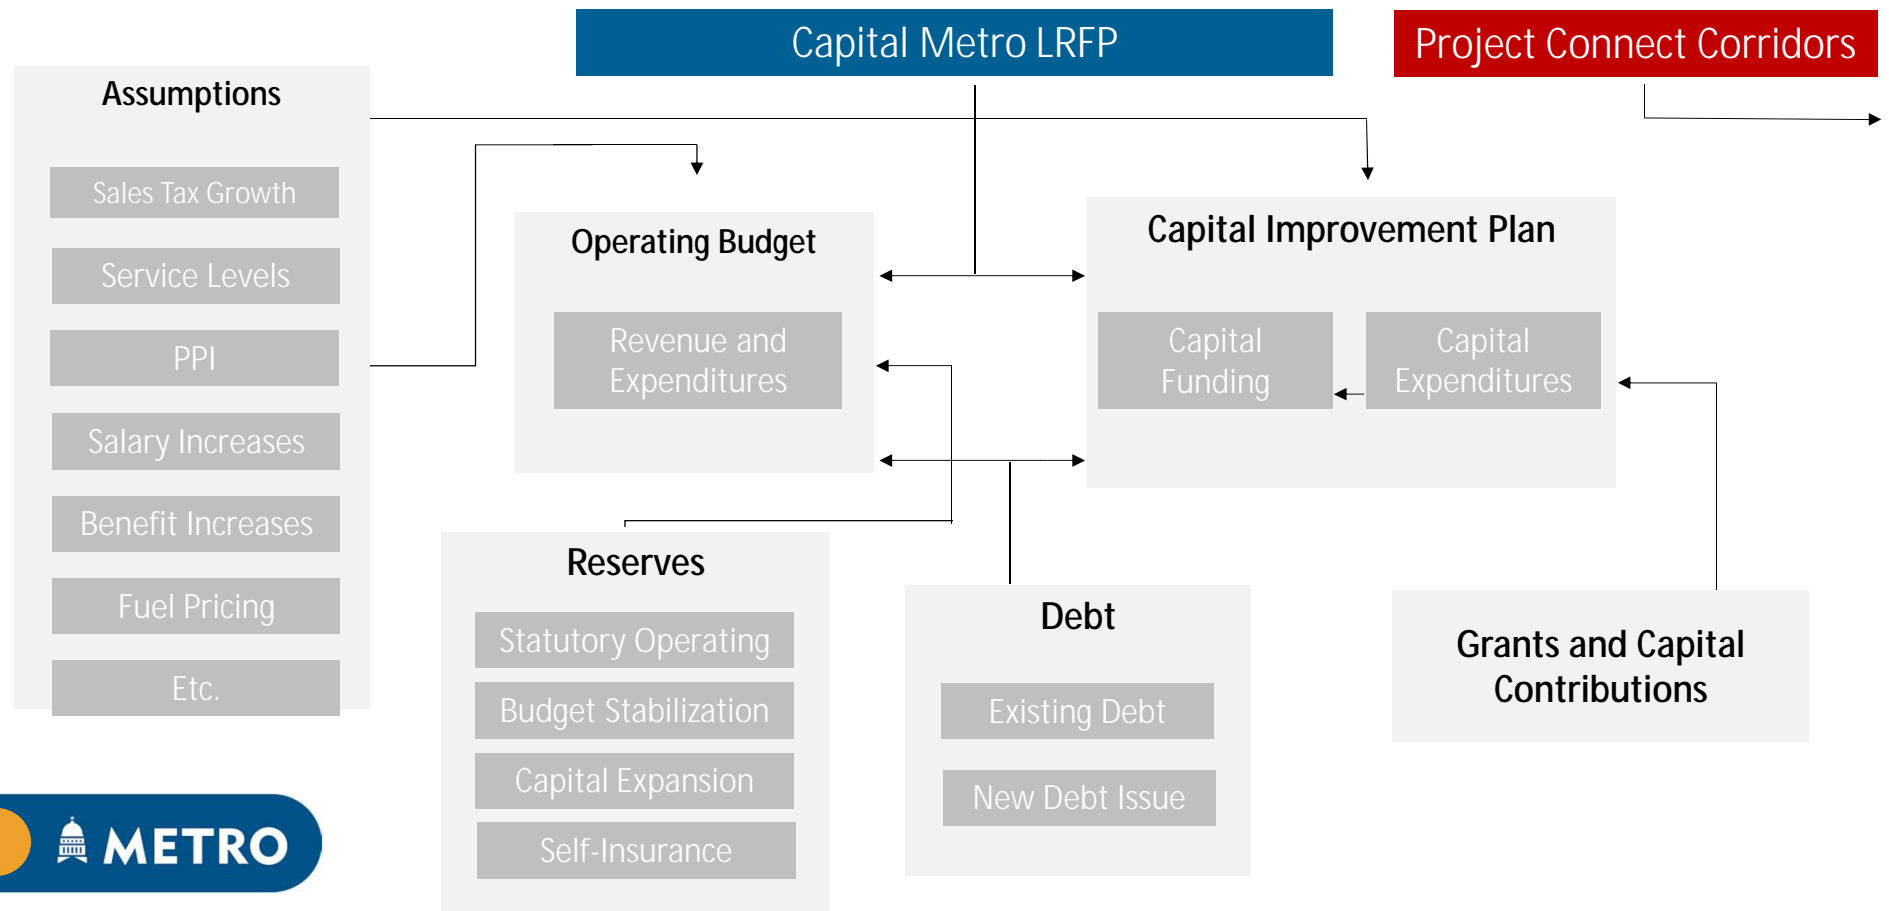 Capital Metro LRFP
Project Connect Corridors
Assumptions
Sales Tax Growth
Service Levels
PPI
Salary Increases
Benefit Increases
Fuel Pricing
Etc.
Operating Budget
Revenue and
Expenditures
Capital Improvement Plan
Capital
Funding
Capital
Expenditures
Reserves
Statutory Operating
Budget Stabilization
Capital Expansion
Self-Insurance
Debt
Existing Debt
New Debt Issue
Grants and Capital
Contributions
METRO